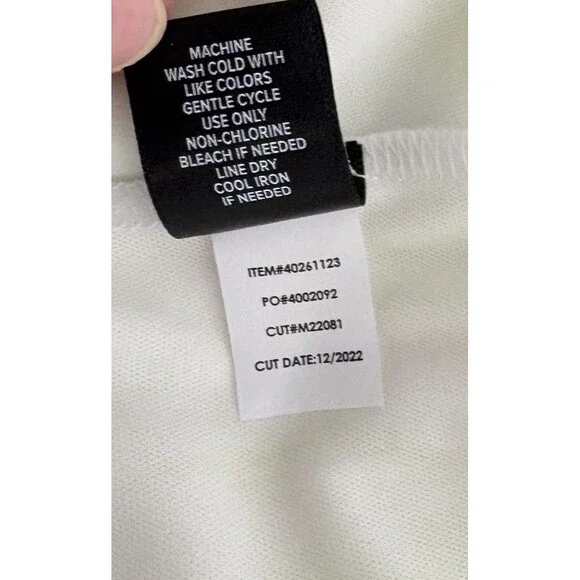 MACHINE
WASH COLD WITH
LIKE COLORS
GENTLE CYCLE
USE ONLY
NON-CHLORINE
BLEACH IF NEEDED
LINE DRY
COOL IRON
IF NEEDED
ITEM#40261123
PO#4002092
CUT#M22081
CUT DATE:12/2022